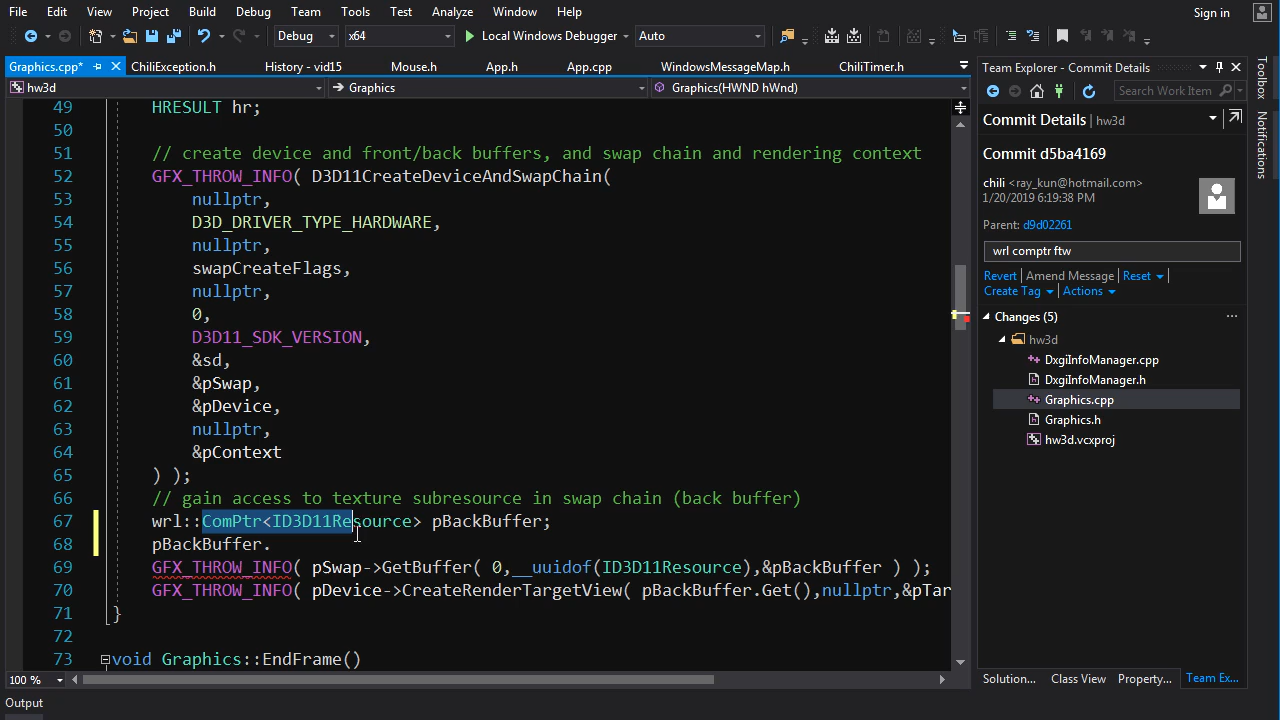 File Edit View Project Build Debug Team Tools Test Analyze Window Help
Sign in
Debug x64 Local Windows Debugger Auto
Graphics.cpp* ChiliException.h History - vid15 Mouse.h App.h App.cpp WindowsMessageMap.h ChiliTimer.h
hw3d Graphics Graphics(HWND hWnd)
49 HRESULT hr;
50
51 // create device and front/back buffers, and swap chain and rendering context
52 GFX_THROW_INFO( D3D11CreateDeviceAndSwapChain(
53 nullptr,
54 D3D_DRIVER_TYPE_HARDWARE,
55 nullptr,
56 swapCreateFlags,
57 nullptr,
58 0,
59 D3D11_SDK_VERSION,
60 &sd,
61 &pSwap,
62 &pDevice,
63 nullptr,
64 &pContext
65 ) );
66 // gain access to texture subresource in swap chain (back buffer)
67 wrl::ComPtr<ID3D11Resource> pBackBuffer;
68 pBackBuffer.
69 GFX_THROW_INFO( pSwap->GetBuffer( 0,__uuidof(ID3D11Resource),&pBackBuffer ) );
70 GFX_THROW_INFO( pDevice->CreateRenderTargetView( pBackBuffer.Get(),nullptr,&pTar
71 }
72
73 void Graphics::EndFrame()
100 %
Output
Team Explorer - Commit Details
Search Work Item
Commit Details | hw3d
Commit d5ba4169
chili <ray_kun@hotmail.com>
1/20/2019 6:19:38 PM
Parent: d9d02261
wrl comptr ftw
Revert | Amend Message | Reset |
Create Tag Actions
Changes (5) ...
hw3d
DxgiInfoManager.cpp
DxgiInfoManager.h
Graphics.cpp
Graphics.h
hw3d.vcxproj
Solution... Class View Property... Team Ex...
Toolbox
Notifications